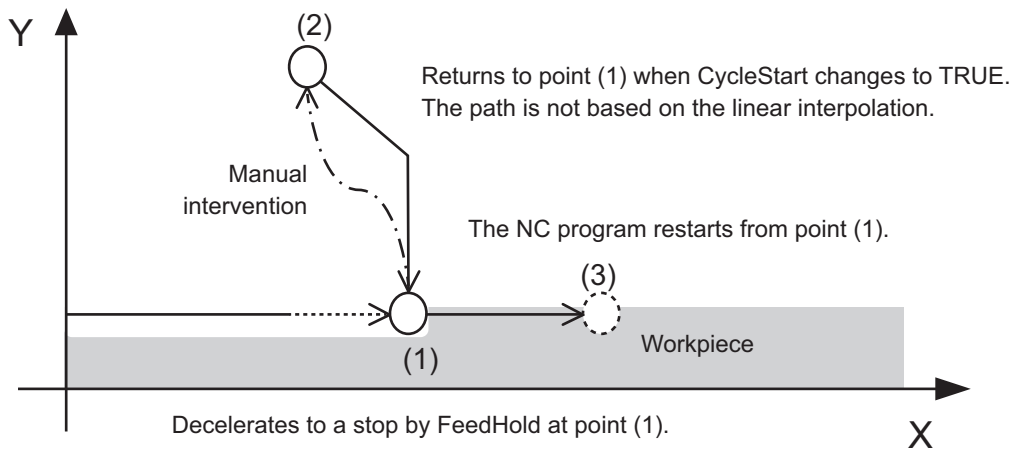 Y
(2)
Returns to point (1) when CycleStart changes to TRUE.
The path is not based on the linear interpolation.
Manual
intervention
The NC program restarts from point (1).
(3)
(1)
Workpiece
Decelerates to a stop by FeedHold at point (1).
X